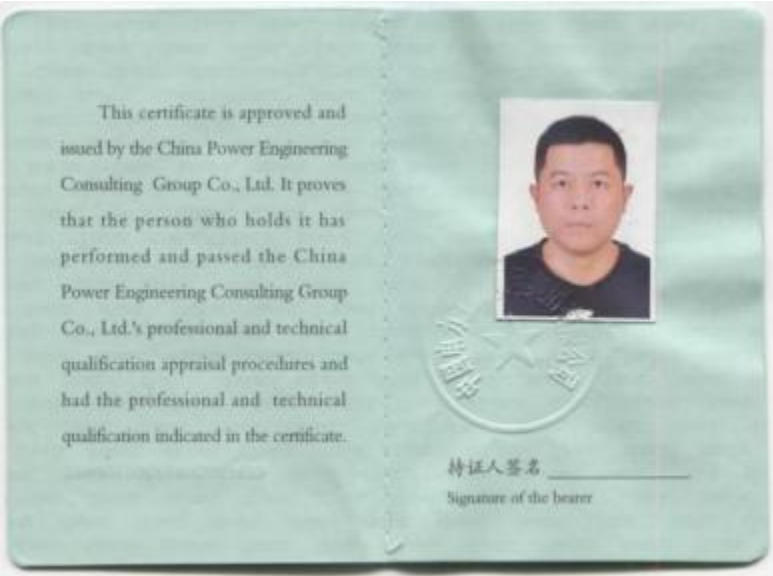 This certificate is approved and
issued by the China Power Engineering
Consulting Group Co., Ltd. It proves
that the person who holds it has
performed and passed the China
Power Engineering Consulting Group
Co., Ltd.'s professional and technical
qualification appraisal procedures and
had the professional and technical
qualification indicated in the certificate.
持证人签名
Signature of the bearer